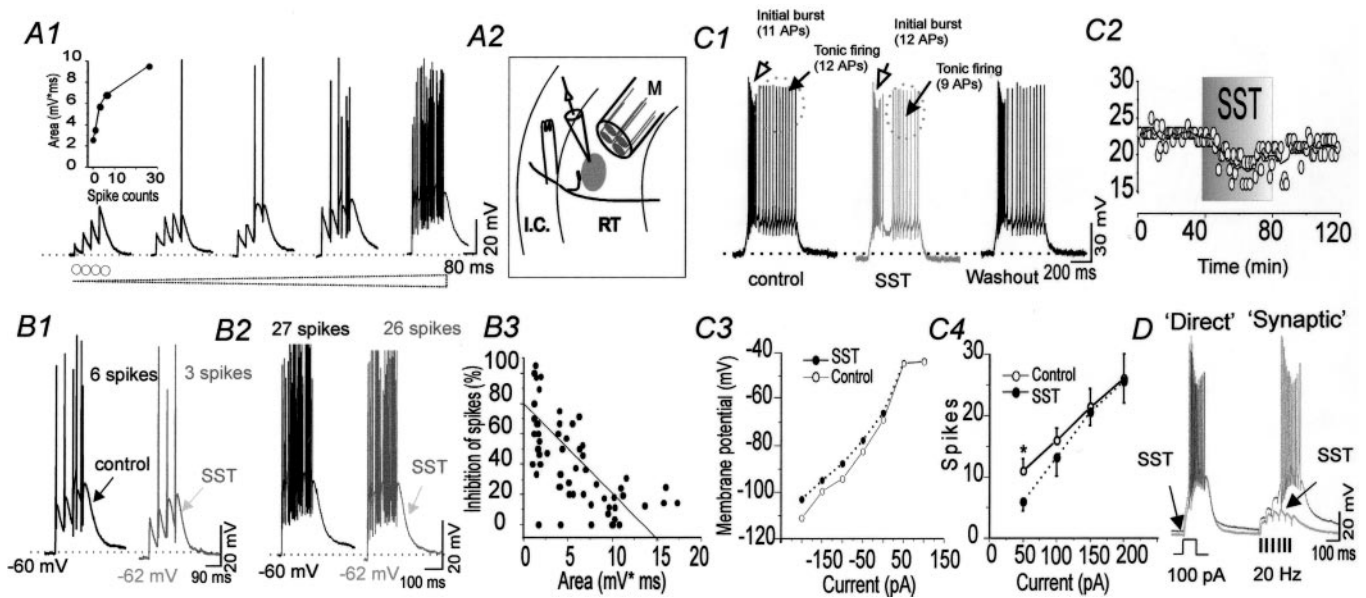 A1
Area (mV*ms)
10
8
6
4
2
0
0 10 30
Spike counts
20 mV
80 ms
A2
M
I.C.
RT
C1
Initial burst
(11 APs)
Tonic firing
(12 APs)
Initial burst
(12 APs)
Tonic firing
(9 APs)
control
SST
Washout
30 mV
200 ms
C2
30
25
20
15
SST
0 40 80 120
Time (min)
B1
6 spikes
3 spikes
control
SST
-60 mV
-62 mV
20 mV
90 ms
B2
27 spikes
26 spikes
SST
-60 mV
-62 mV
20 mV
100 ms
B3
Inhibition of spikes (%)
100
80
60
40
20
0
0 5 10 15 20
Area (mV* ms)
C3
Membrane potential (mV)
-40
-60
-80
-100
-120
SST
Control
-150 -50 50 150
Current (pA)
C4
Spikes
30
20
10
0
Control
SST
*
0 50 100 150 200
Current (pA)
D
'Direct'
'Synaptic'
SST
SST
100 pA
20 Hz
20 mV
100 ms